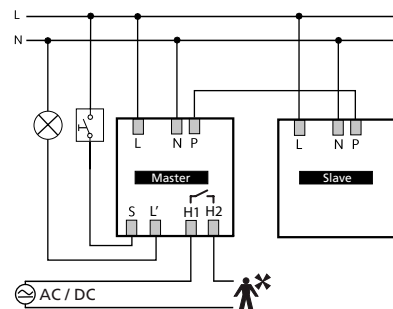 L
N
L N P L N P
Master Slave
S L' H1 H2
AC / DC